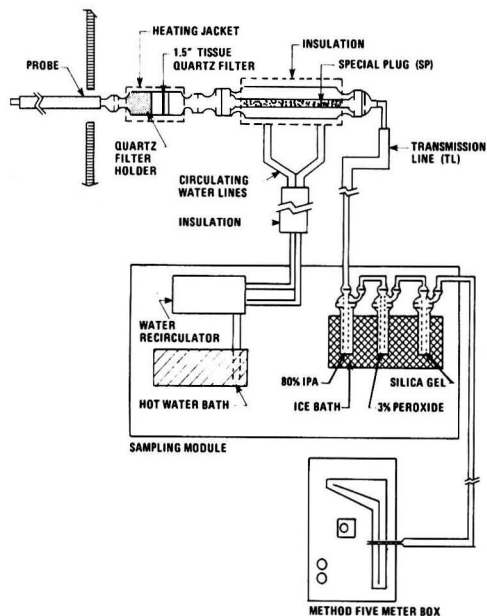 HEATING JACKET
1.5" TISSUE
QUARTZ FILTER
INSULATION
SPECIAL PLUG (SP)
PROBE
QUARTZ
FILTER
HOLDER
TRANSMISSION
LINE (TL)
CIRCULATING
WATER LINES
INSULATION
WATER
RECIRCULATOR
HOT WATER BATH
80% IPA
ICE BATH
SILICA GEL
3% PEROXIDE
SAMPLING MODULE
METHOD FIVE METER BOX